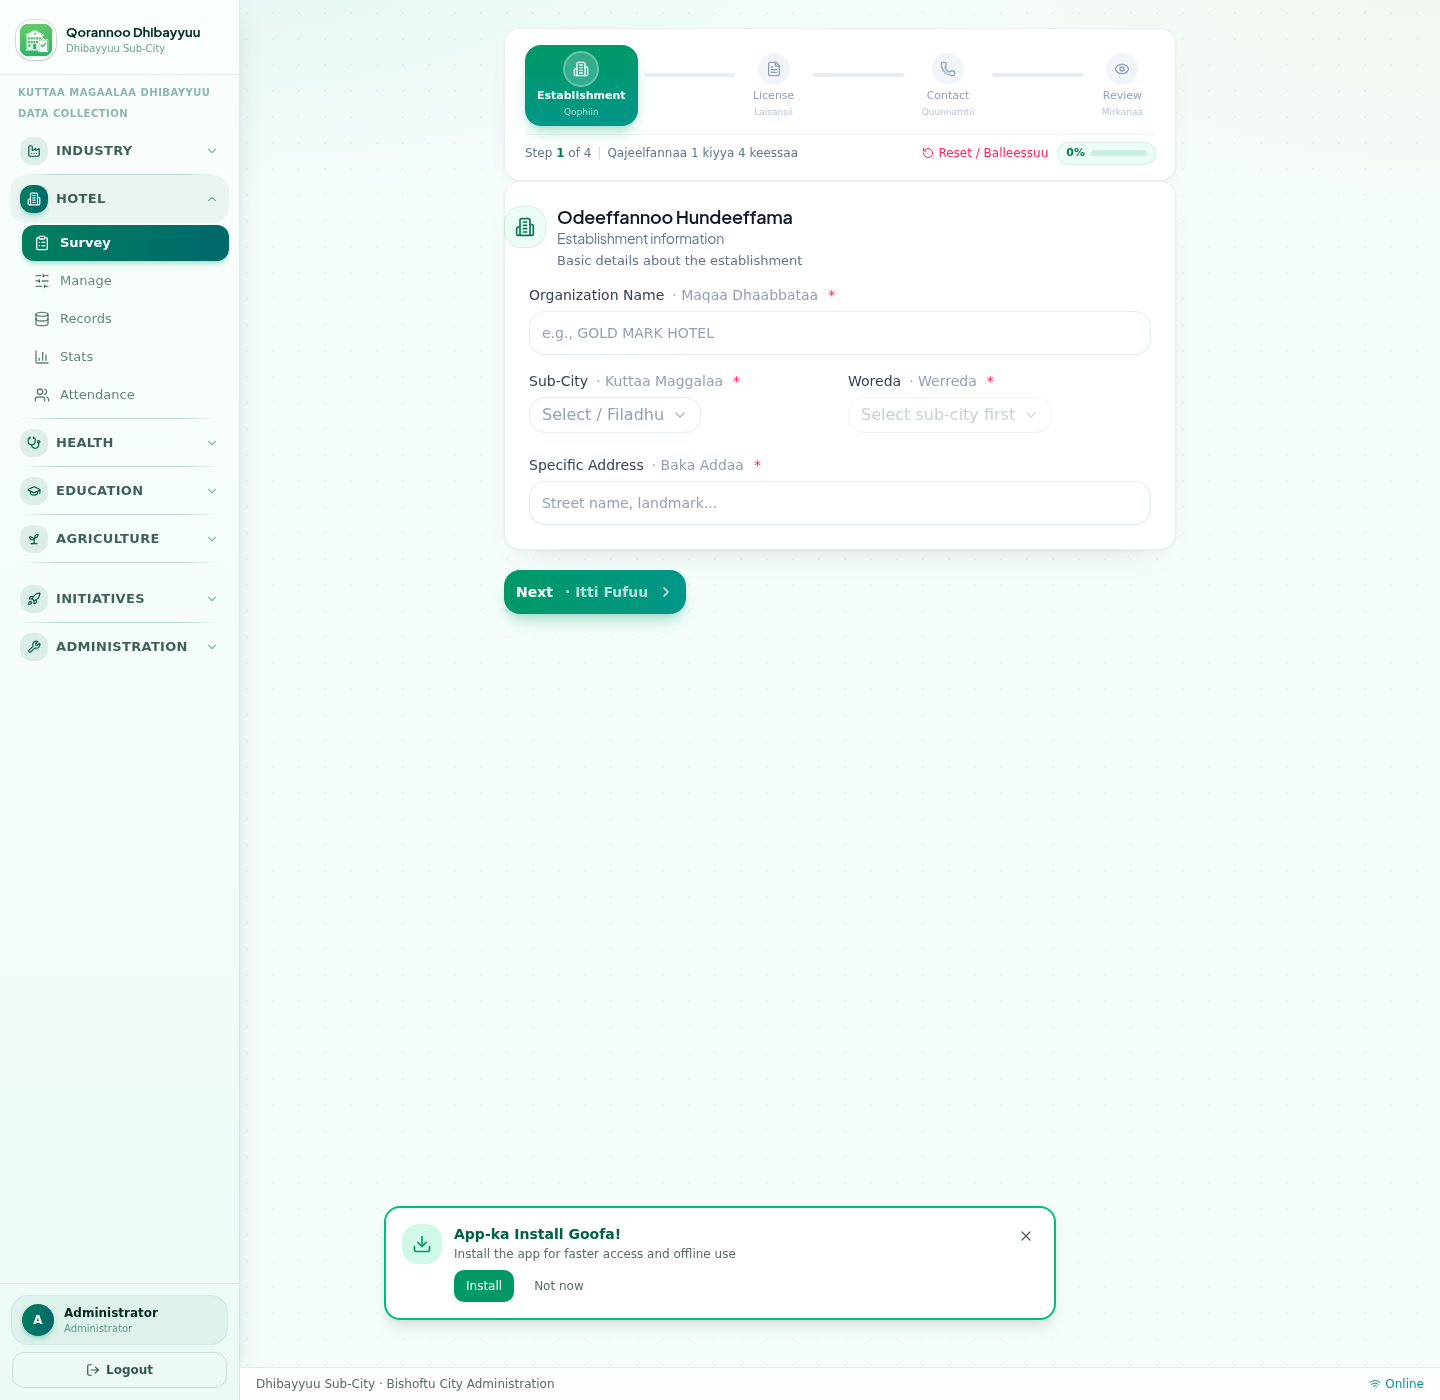 Qorannoo Dhibayyuu
Dhibayyuu Sub-City
KUTTAA MAGAALAA DHIBAYYUU
DATA COLLECTION
INDUSTRY
HOTEL
Survey
Manage
Records
Stats
Attendance
HEALTH
EDUCATION
AGRICULTURE
INITIATIVES
ADMINISTRATION
A
Administrator
Administrator
Logout
Establishment
Qophiin
License
Laisansii
Contact
Quunnamtii
Review
Mirkanaa
Step 1 of 4 | Qajeelfannaa 1 kiyya 4 keessaa
Reset / Balleessuu
0%
Odeeffannoo Hundeeffama
Establishment information
Basic details about the establishment
Organization Name · Maqaa Dhaabbataa *
e.g., GOLD MARK HOTEL
Sub-City · Kuttaa Maggalaa *
Woreda · Werreda *
Select / Filadhu
Select sub-city first
Specific Address · Baka Addaa *
Street name, landmark...
Next · Itti Fufuu
App-ka Install Goofa!
Install the app for faster access and offline use
Install
Not now
Dhibayyuu Sub-City · Bishoftu City Administration
Online